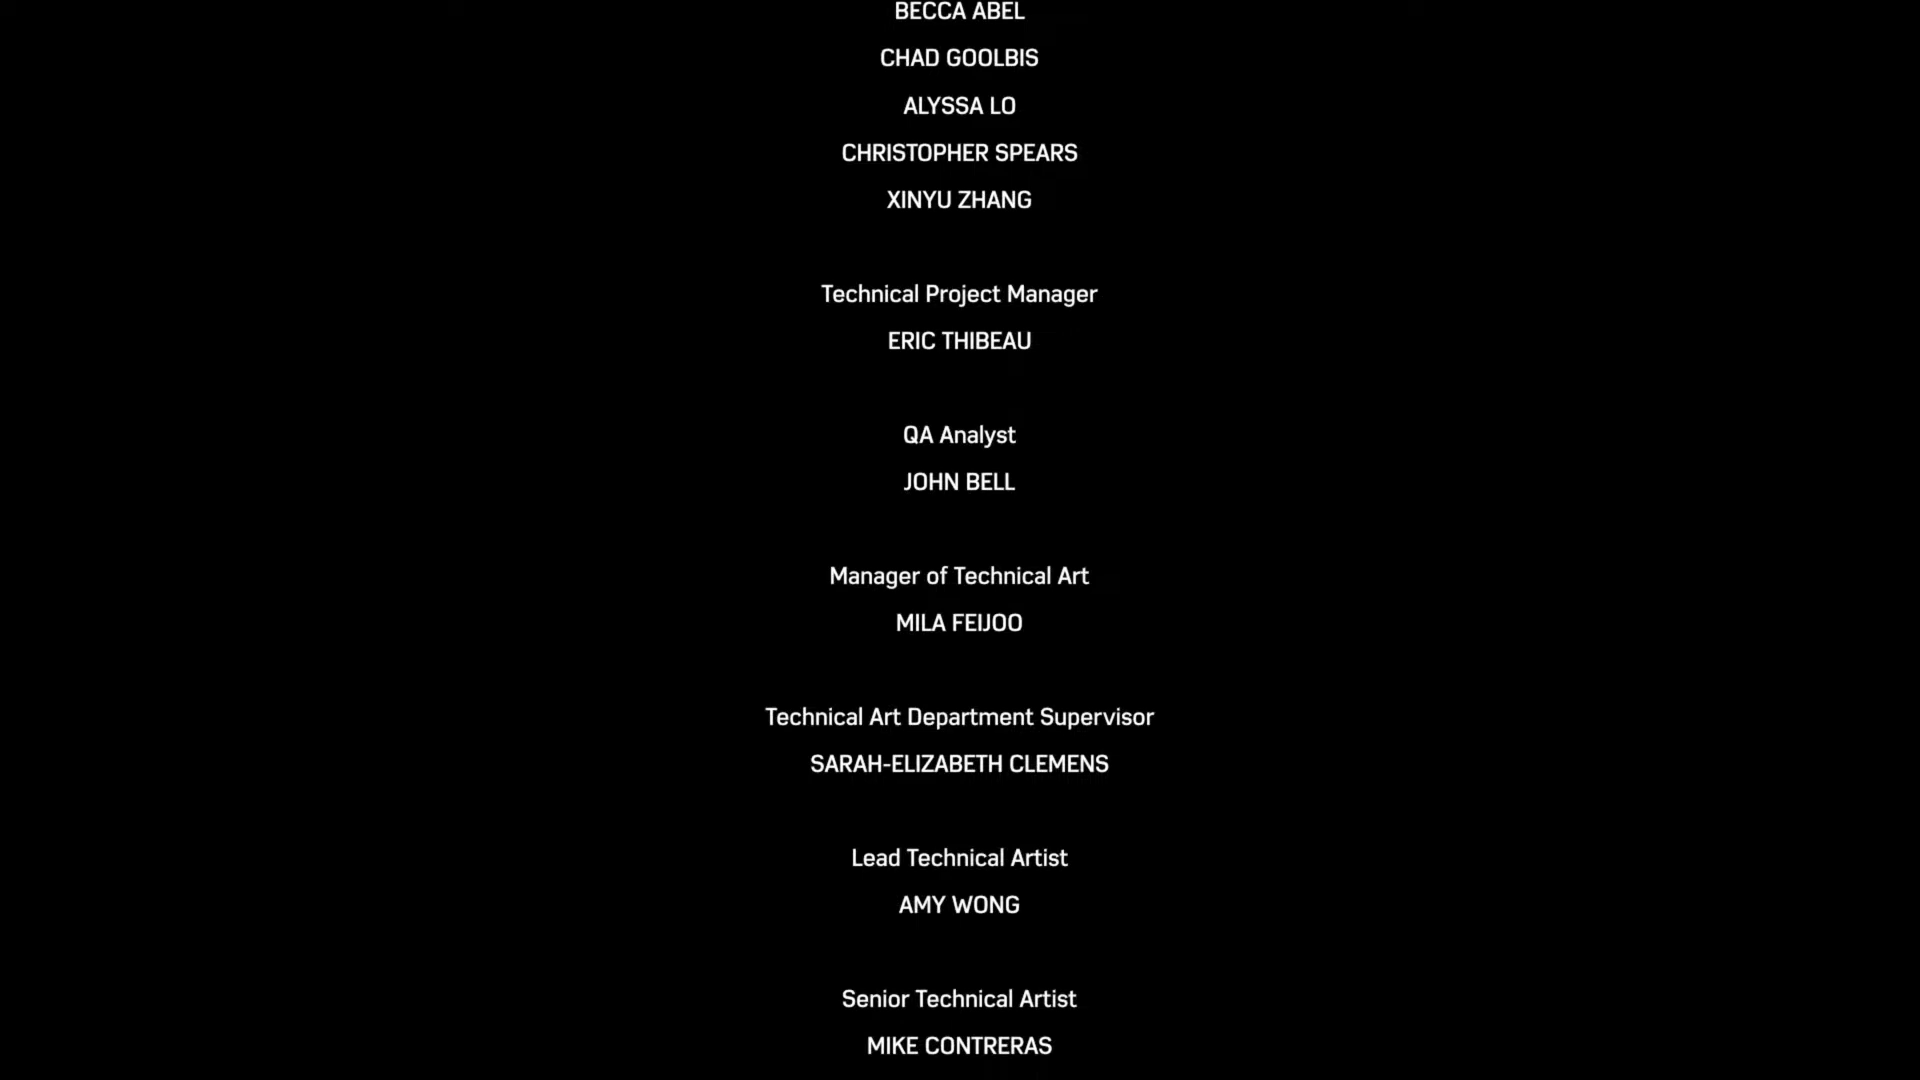 BECCA ABEL
CHAD GOOLBIS
ALYSSA LO
CHRISTOPHER SPEARS
XINYU ZHANG
Technical Project Manager
ERIC THIBEAU
QA Analyst
JOHN BELL
Manager of Technical Art
MILA FEIJOO
Technical Art Department Supervisor
SARAH-ELIZABETH CLEMENS
Lead Technical Artist
AMY WONG
Senior Technical Artist
MIKE CONTRERAS